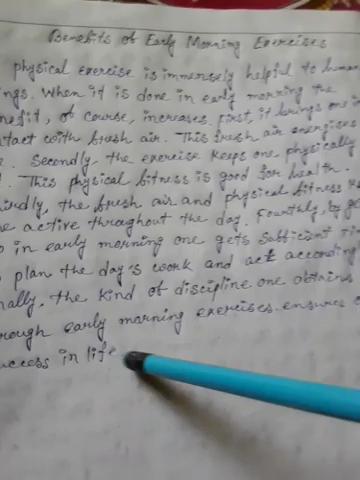 Benefits of Early Morning Exercises
physical exercise is immensely helpful to human
ings. When it is done in early morning the
nefit, of course, increases. First, it brings one in
ntact with fresh air. This fresh air energises
Secondly, the exercise keeps one physically
This physical fitness is good for health.
irdly, the fresh air and physical fitness
active throughout the day. Fourthly, by
in early morning one gets sufficient
plan the day's work and act according
nally, the kind of discipline one obtains
rough early morning exercises ensures
uccess in life